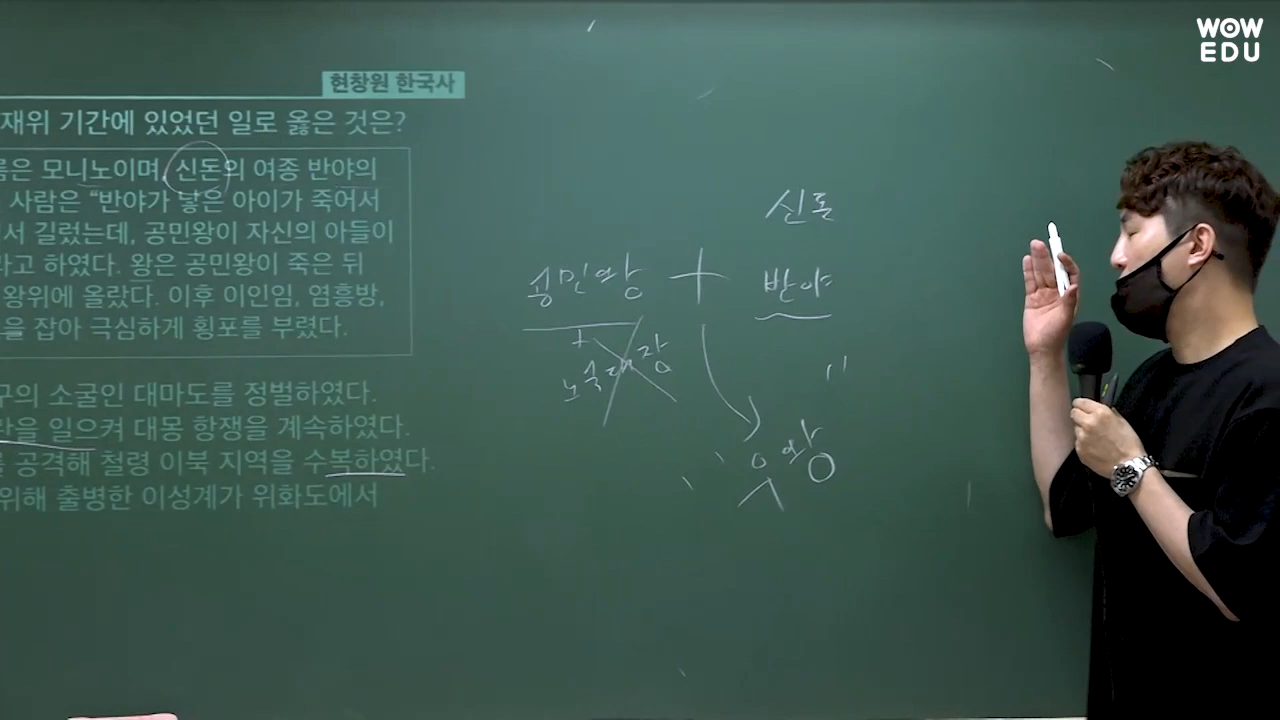 WOW
EDU
현창원 한국사
재위 기간에 있었던 일로 옳은 것은?
름은 모니노이며, 신돈의 여종 반야의
사람은 “반야가 낳은 아이가 죽어서
서 길렀는데, 공민왕이 자신의 아들이
라고 하였다. 왕은 공민왕이 죽은 뒤
왕위에 올랐다. 이후 이인임, 염흥방,
을 잡아 극심하게 횡포를 부렸다.
구의 소굴인 대마도를 정벌하였다.
란을 일으켜 대몽 항쟁을 계속하였다.
를 공격해 철령 이북 지역을 수복하였다.
위해 출병한 이성계가 위화도에서
신돈
공민왕 + 반야
+
노국대장
우왕